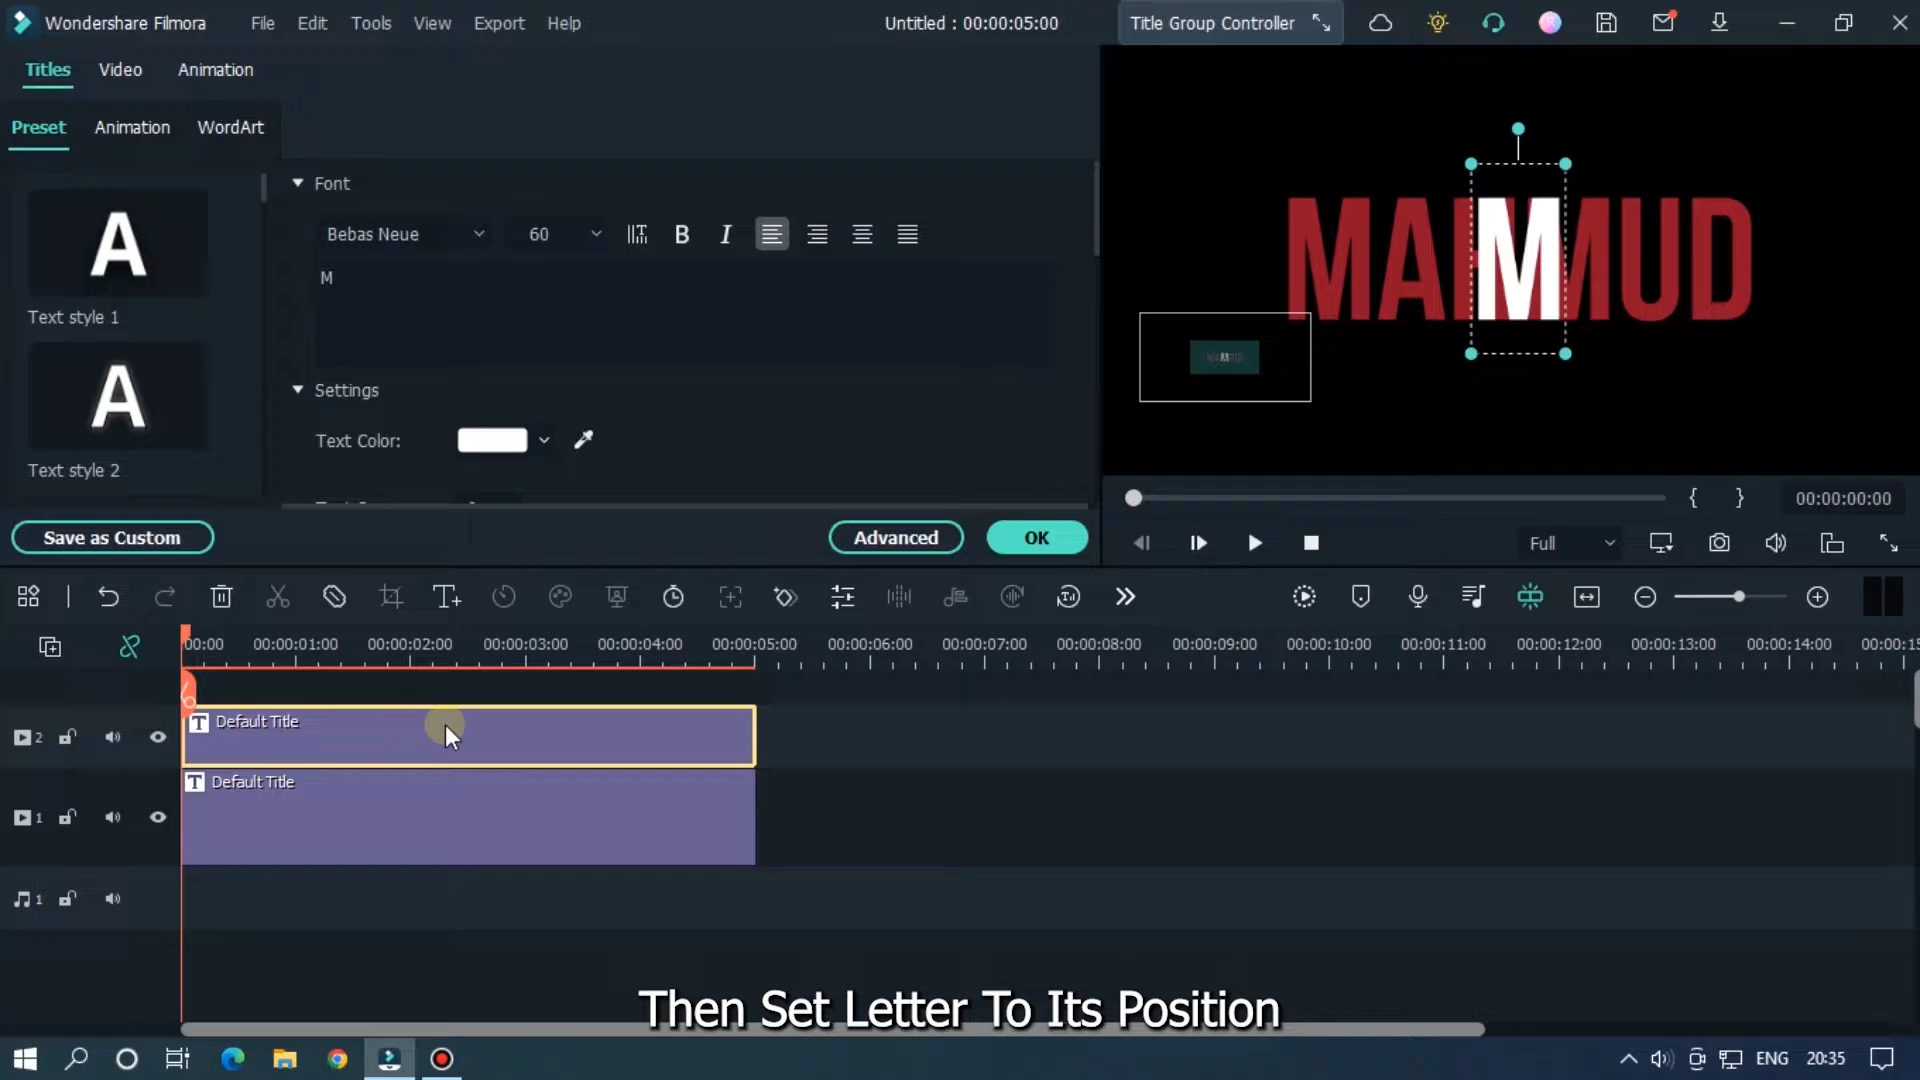 Wondershare Filmora File Edit Tools View Export Help Untitled : 00:00:05:00 Title Group Controller
Titles Video Animation
Preset Animation WordArt
Font
Bebas Neue 60
M
A
Text style 1
Settings
Text Color:
A
Text style 2
MAHMUD
M
{ } 00:00:00:00
Save as Custom Advanced OK
Full
00:00 00:00:01:00 00:00:02:00 00:00:03:00 00:00:04:00 00:00:05:00 00:00:06:00 00:00:07:00 00:00:08:00 00:00:09:00 00:00:10:00 00:00:11:00 00:00:12:00 00:00:13:00 00:00:14:00 00:00:15
2 T Default Title
T Default Title
1
1
Then Set Letter To Its Position
ENG 20:35